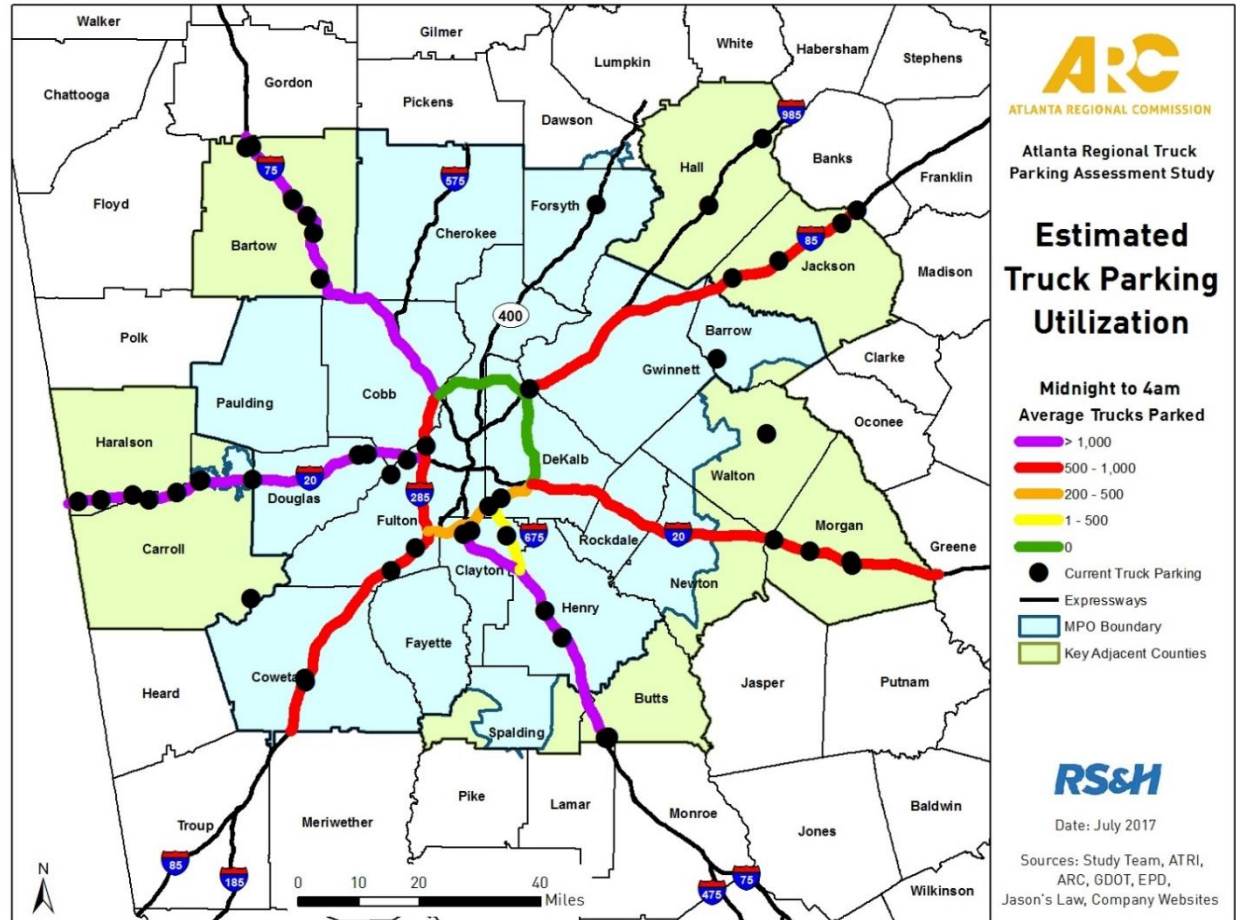 Walker
Gilmer
White
Habersham
Stephens
Lumpkin
Gordon
Chattooga
Pickens
Dawson
985
Banks
Hall
75
575
Franklin
Floyd
Forsyth
Cherokee
85
Bartow
Jackson
Madison
400
Polk
Barrow
Clarke
Gwinnett
Cobb
Paulding
Oconee
Haralson
DeKalb
Walton
20
Douglas
285
Fulton
Rockdale
Morgan
675
20
Carroll
Greene
Clayton
Newton
Henry
Fayette
Coweta
Heard
Butts
Jasper
Putnam
Spalding
Pike
Lamar
Monroe
Baldwin
Troup
Meriwether
Jones
85
185
75
475
Wilkinson
N
0 10 20 40
Miles
ARC
ATLANTA REGIONAL COMMISSION
Atlanta Regional Truck
Parking Assessment Study
Estimated
Truck Parking
Utilization
Midnight to 4am
Average Trucks Parked
> 1,000
500 - 1,000
200 - 500
1 - 500
0
Current Truck Parking
Expressways
MPO Boundary
Key Adjacent Counties
RS&H
Date: July 2017
Sources: Study Team, ATRI,
ARC, GDOT, EPD,
Jason's Law, Company Websites